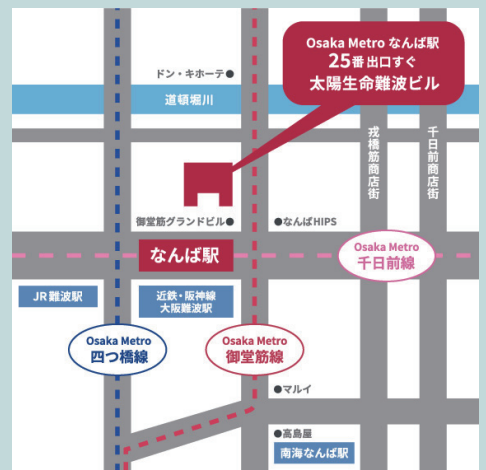 Osaka Metro なんば駅
25番出口すぐ
太陽生命難波ビル
ドン・キホーテ●
道頓堀川
戎橋筋商店街
千日前商店街
御堂筋グランドビル●
●なんばHIPS
なんば駅
Osaka Metro
千日前線
JR難波駅
近鉄・阪神線
大阪難波駅
Osaka Metro
四つ橋線
Osaka Metro
御堂筋線
●マルイ
●高島屋
南海なんば駅